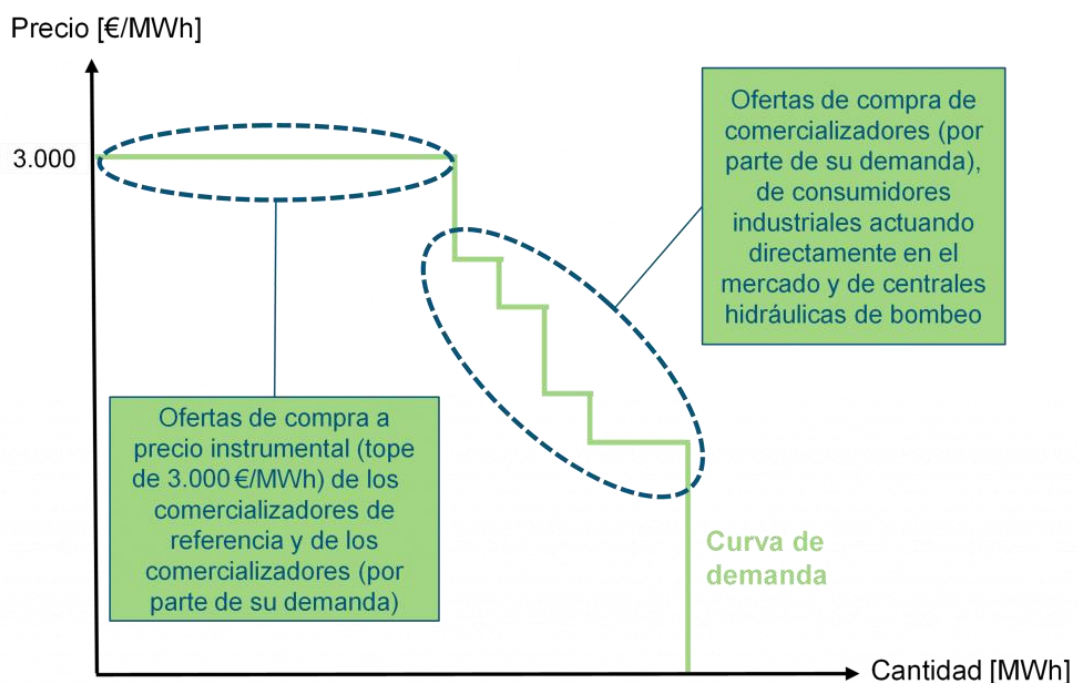 Precio [€/MWh]
3.000
Ofertas de compra de
comercializadores (por
parte de su demanda),
de consumidores
industriales actuando
directamente en el
mercado y de centrales
hidráulicas de bombeo
Ofertas de compra a
precio instrumental (tope
de 3.000 €/MWh) de los
comercializadores de
referencia y de los
comercializadores (por
parte de su demanda)
Curva de
demanda
Cantidad [MWh]